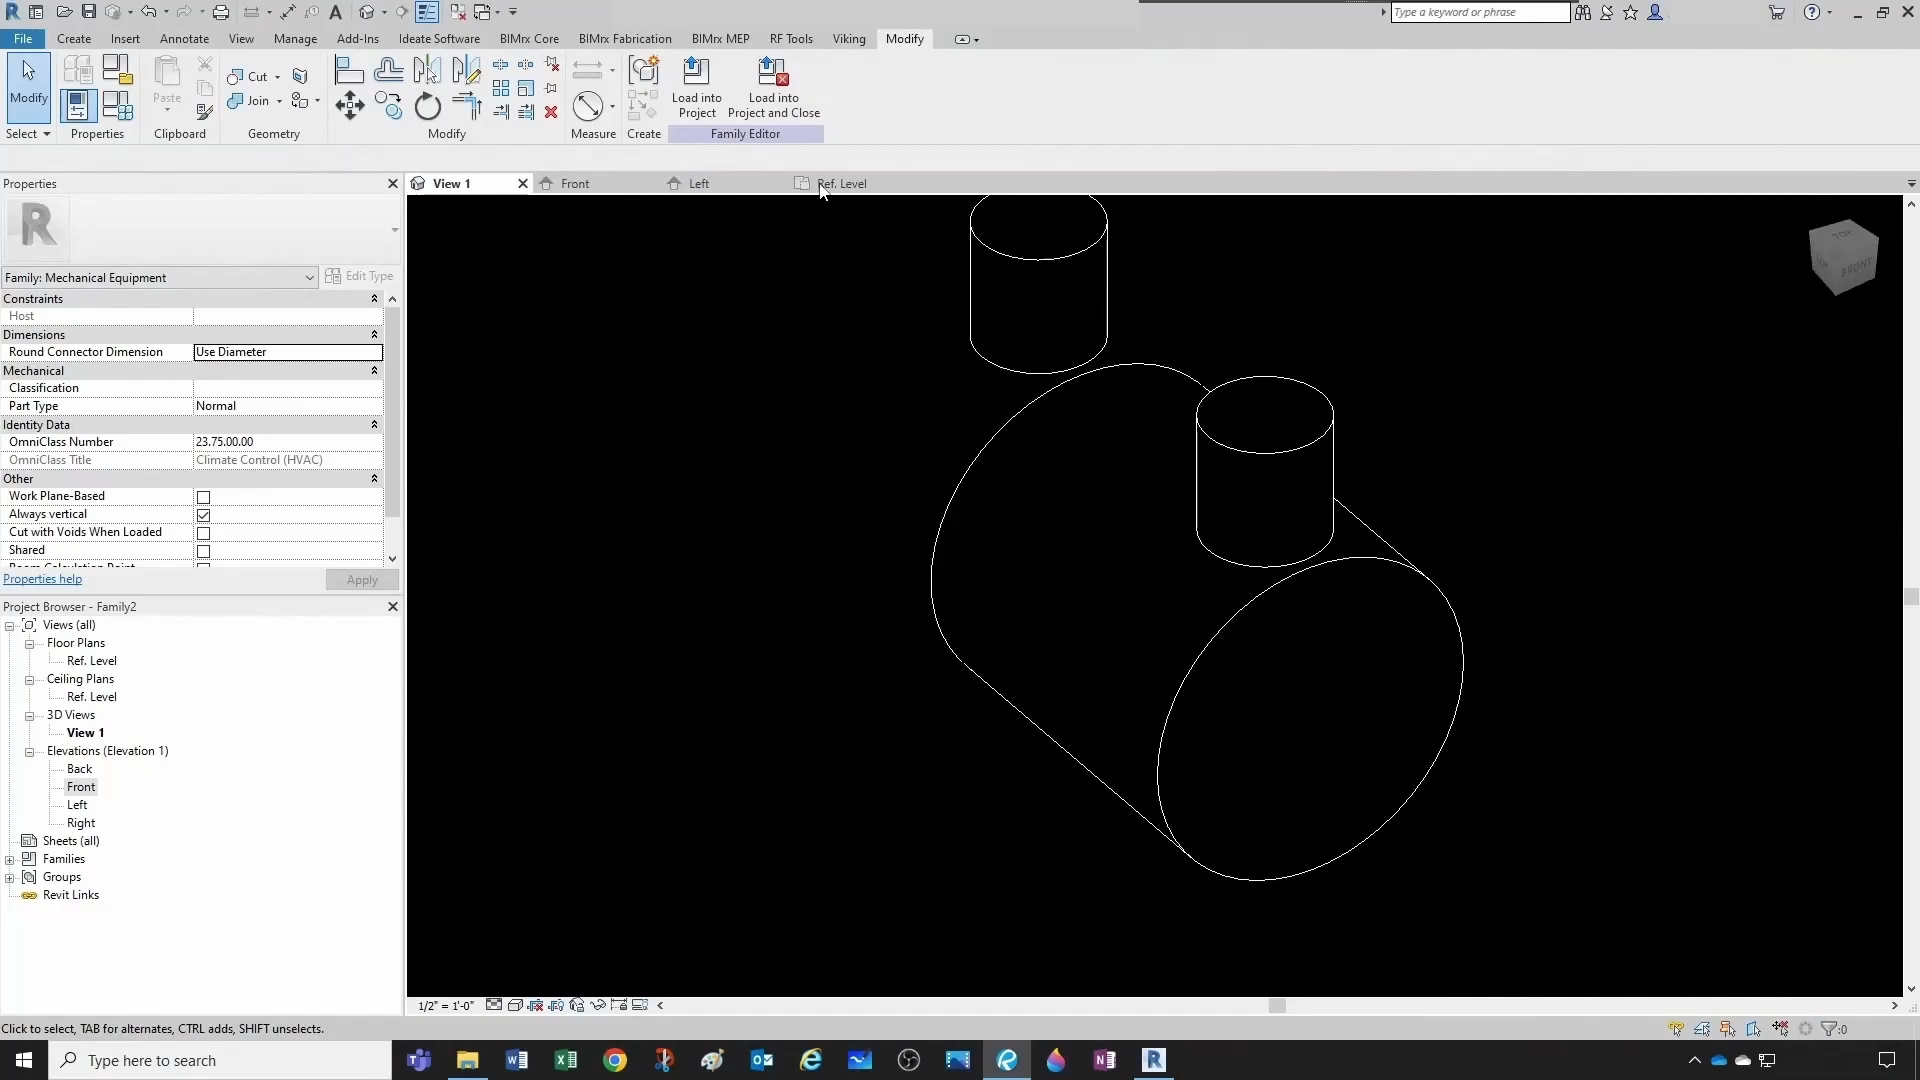 Type a keyword or phrase
File Create Insert Annotate View Manage Add-Ins Ideate Software BIMrx Core BIMrx Fabrication BIMrx MEP RF Tools Viking Modify
Modify
Paste
Cut
Join
Load into Project
Load into Project and Close
Select Properties Clipboard Geometry Modify Measure Create Family Editor
Properties
View 1 Front Left Ref. Level
Family: Mechanical Equipment Edit Type
Constraints
Host
Dimensions
Round Connector Dimension Use Diameter
Mechanical
Classification
Part Type Normal
Identity Data
OmniClass Number 23.75.00.00
OmniClass Title Climate Control (HVAC)
Other
Work Plane-Based
Always vertical
Cut with Voids When Loaded
Shared
Properties help Apply
Project Browser - Family2
Views (all)
Floor Plans
Ref. Level
Ceiling Plans
Ref. Level
3D Views
View 1
Elevations (Elevation 1)
Back
Front
Left
Right
Sheets (all)
Families
Groups
Revit Links
TOP
FRONT
1/2" = 1'-0"
Click to select, TAB for alternates, CTRL adds, SHIFT unselects.
:0
Type here to search